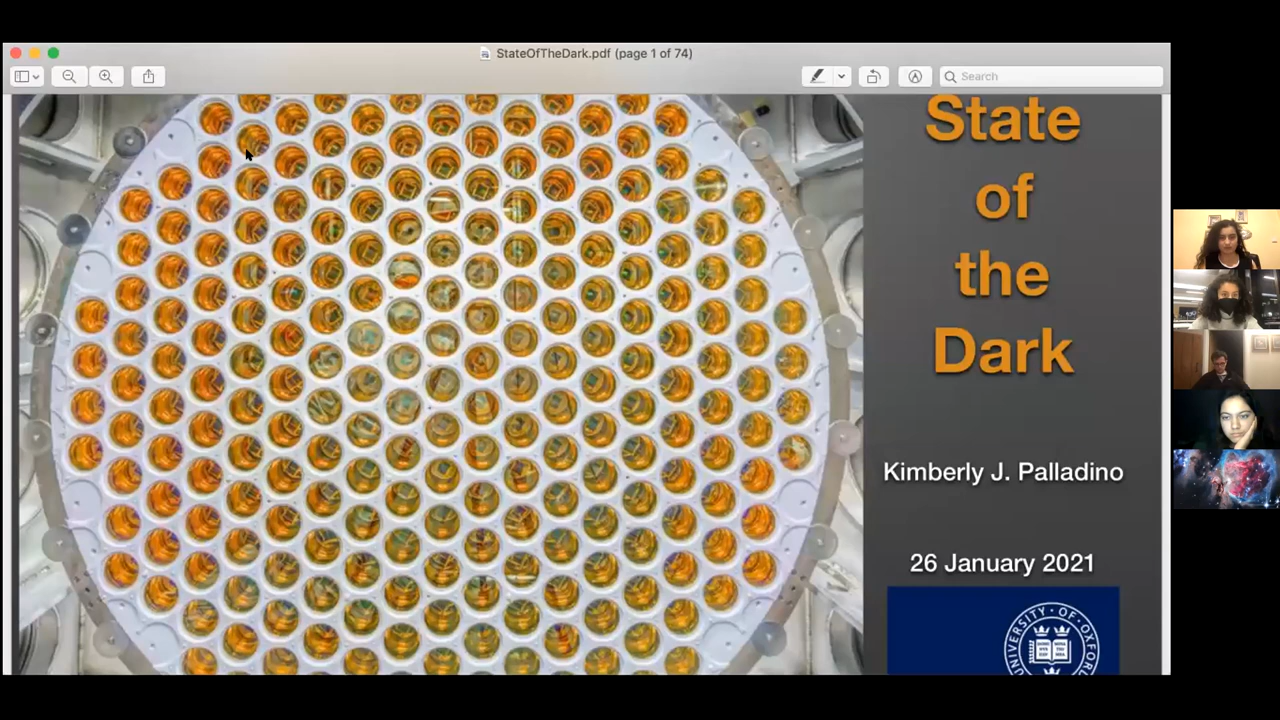 StateOfTheDark.pdf (page 1 of 74)
Search
State
of
the
Dark
Kimberly J. Palladino
26 January 2021
UNIVERSITY OF OXFORD